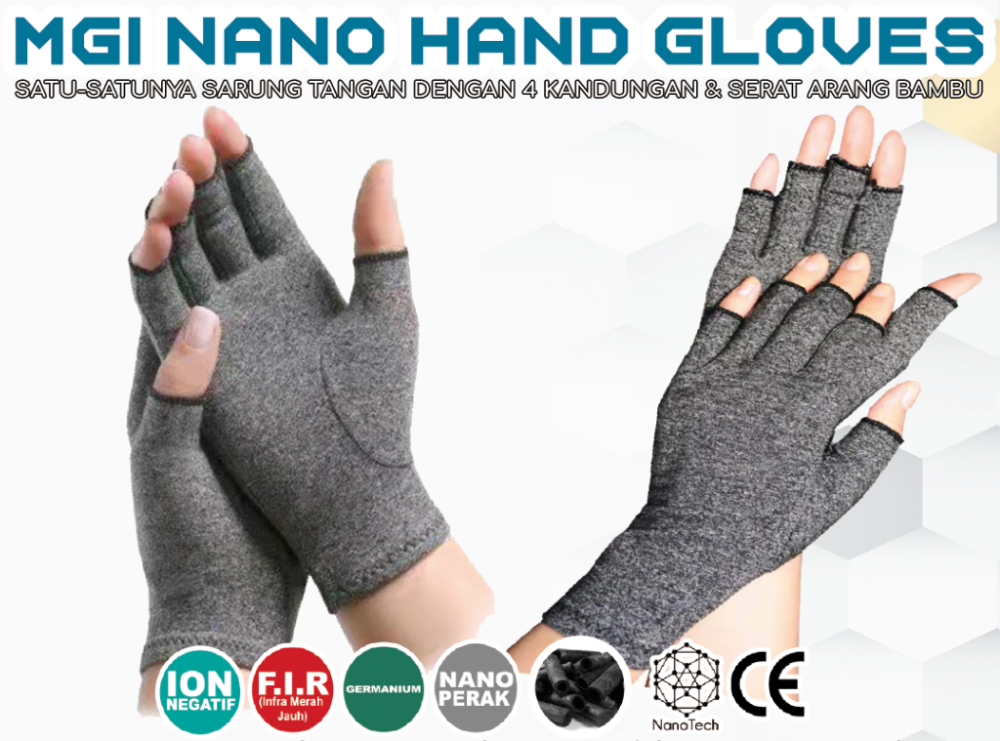 MGI NANO HAND GLOVES
SATU-SATUNYA SARUNG TANGAN DENGAN 4 KANDUNGAN & SERAT ARANG BAMBU
ION
NEGATIF
F.I.R
(Infra Merah
Jauh)
GERMANIUM
NANO
PERAK
NanoTech
CE